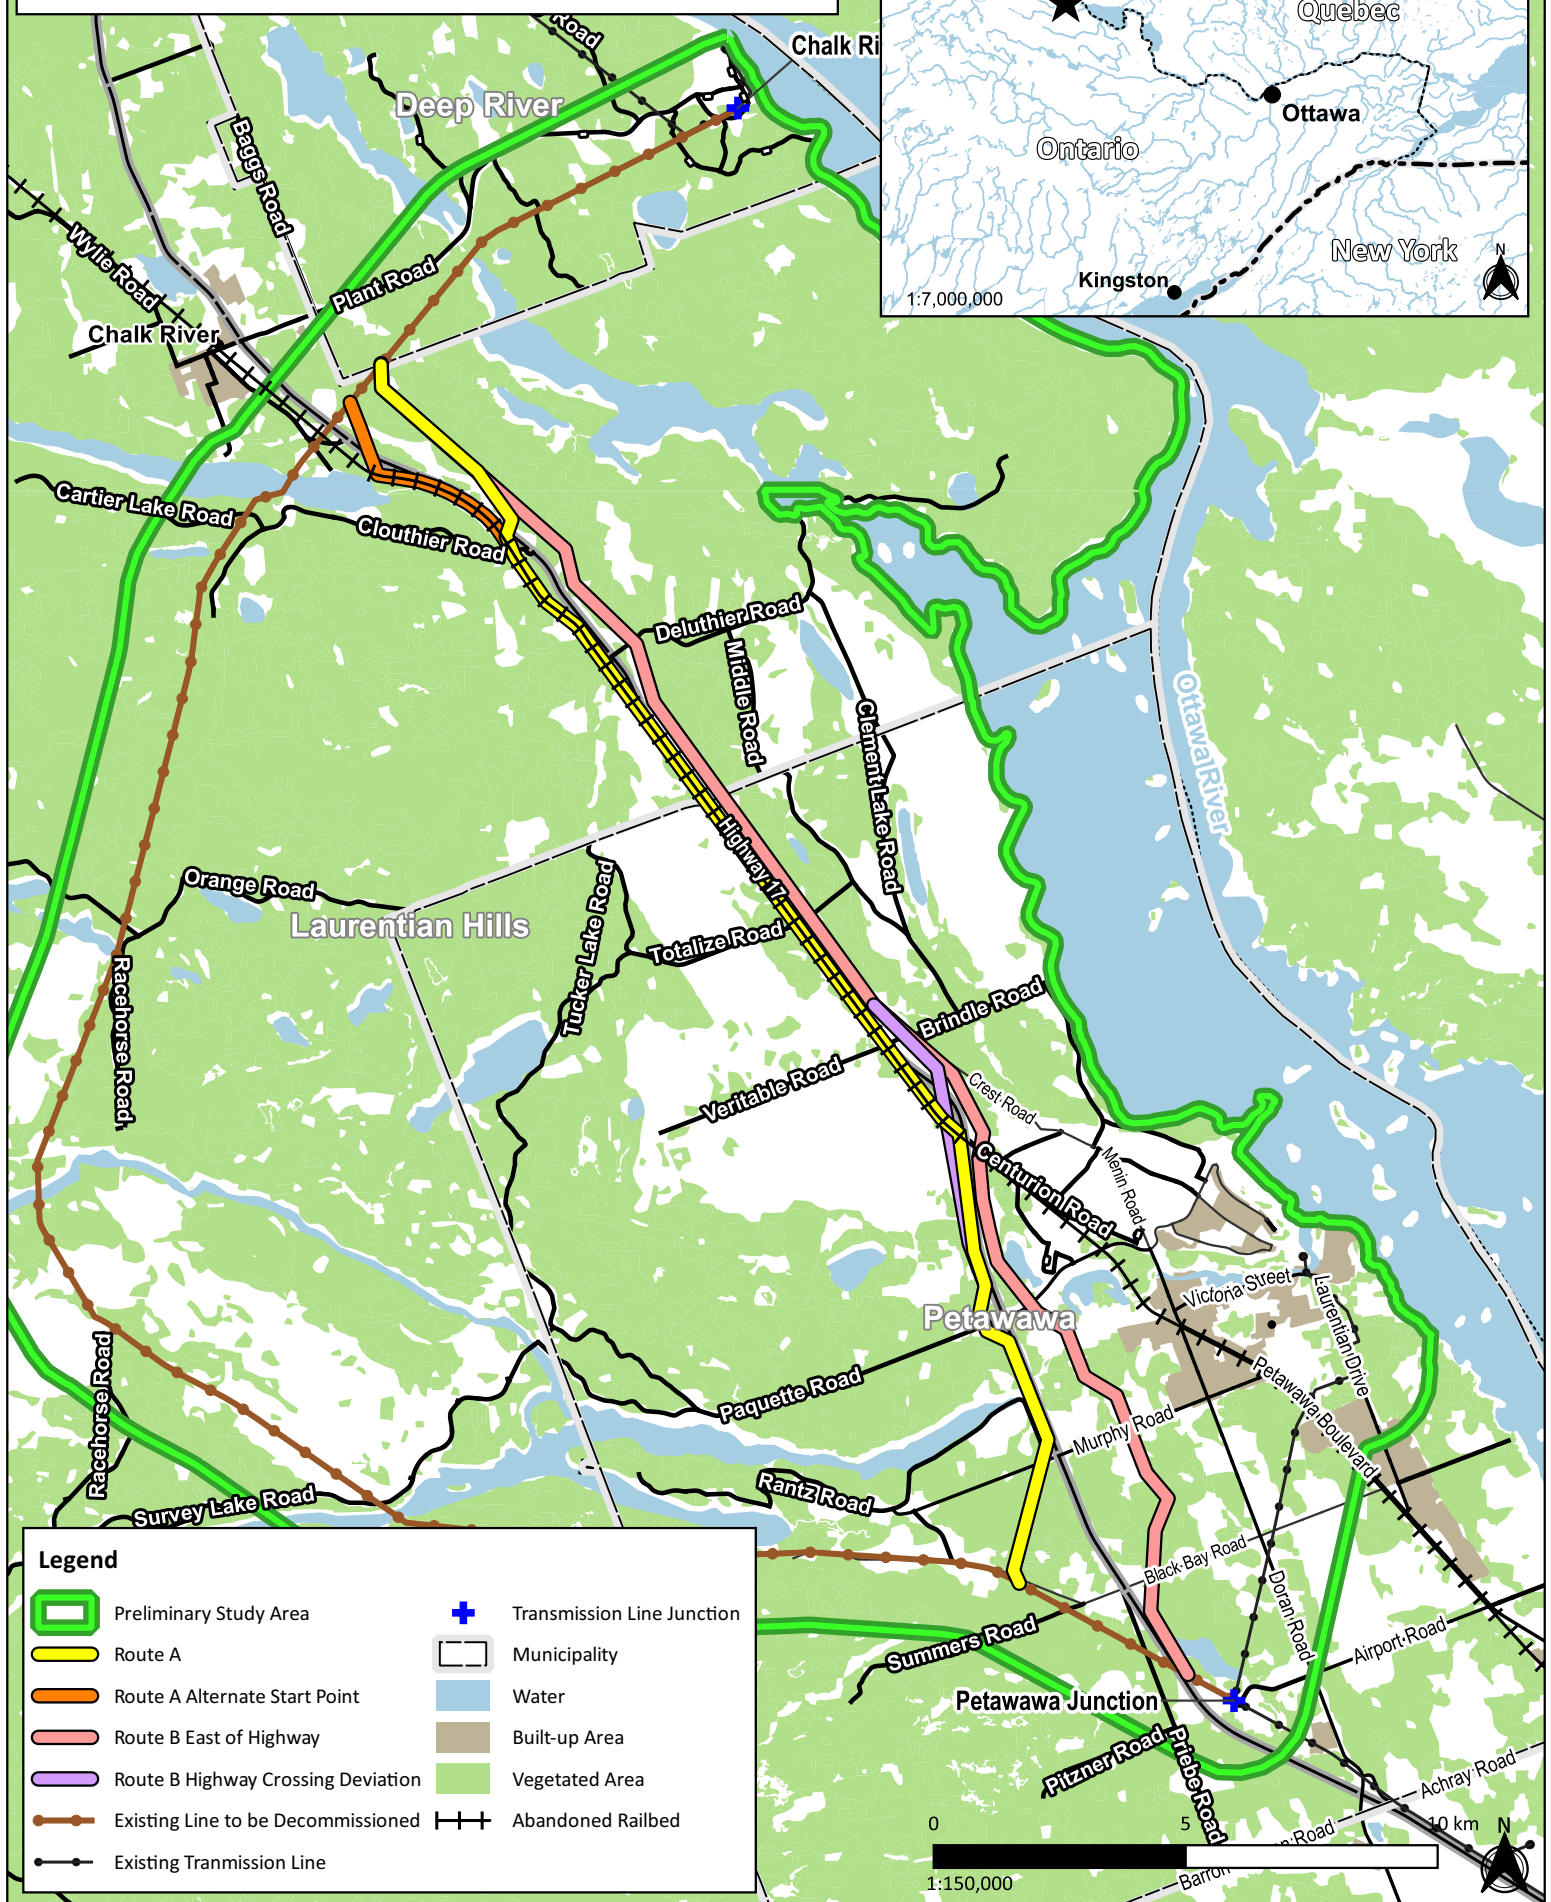 Road
Chalk Ri
Deep River
Baggs Road
Wylie Road
Plant Road
Chalk River
Cartier Lake Road
Clouthier Road
Deluthier Road
Middle Road
Clement Lake Road
Ottawa River
Highway 17
Orange Road
Laurentian Hills
Tucker Lake Road
Totalize Road
Racehorse Road
Brindle Road
Veritable Road
Crest Road
Menin Road
Centurion Road
Victoria Street
Laurentian Drive
Petawawa
Petawawa Boulevard
Racehorse Road
Paquette Road
Murphy Road
Rantz Road
Survey Lake Road
Black Bay Road
Doran Road
Airport Road
Summers Road
Petawawa Junction
Pitzner Road
Priebe Road
Achray Road
Barron
n Road
Quebec
Ottawa
Ontario
New York
Kingston
1:7,000,000
N
Legend
Preliminary Study Area
Route A
Route A Alternate Start Point
Route B East of Highway
Route B Highway Crossing Deviation
Existing Line to be Decommissioned
Existing Tranmission Line
Transmission Line Junction
Municipality
Water
Built-up Area
Vegetated Area
Abandoned Railbed
0 5 10 km
1:150,000
N